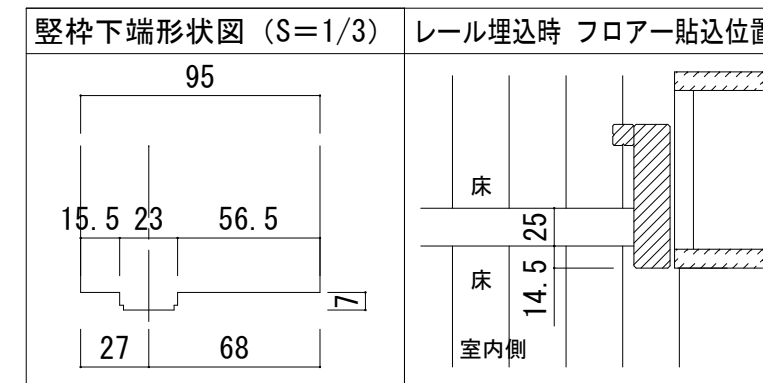 竪枠下端形状図（S＝1/3）
95
15.5 23 56.5
7
27 68
レール埋込時 フロアー貼込位置
床
25
床
14.5
室内側